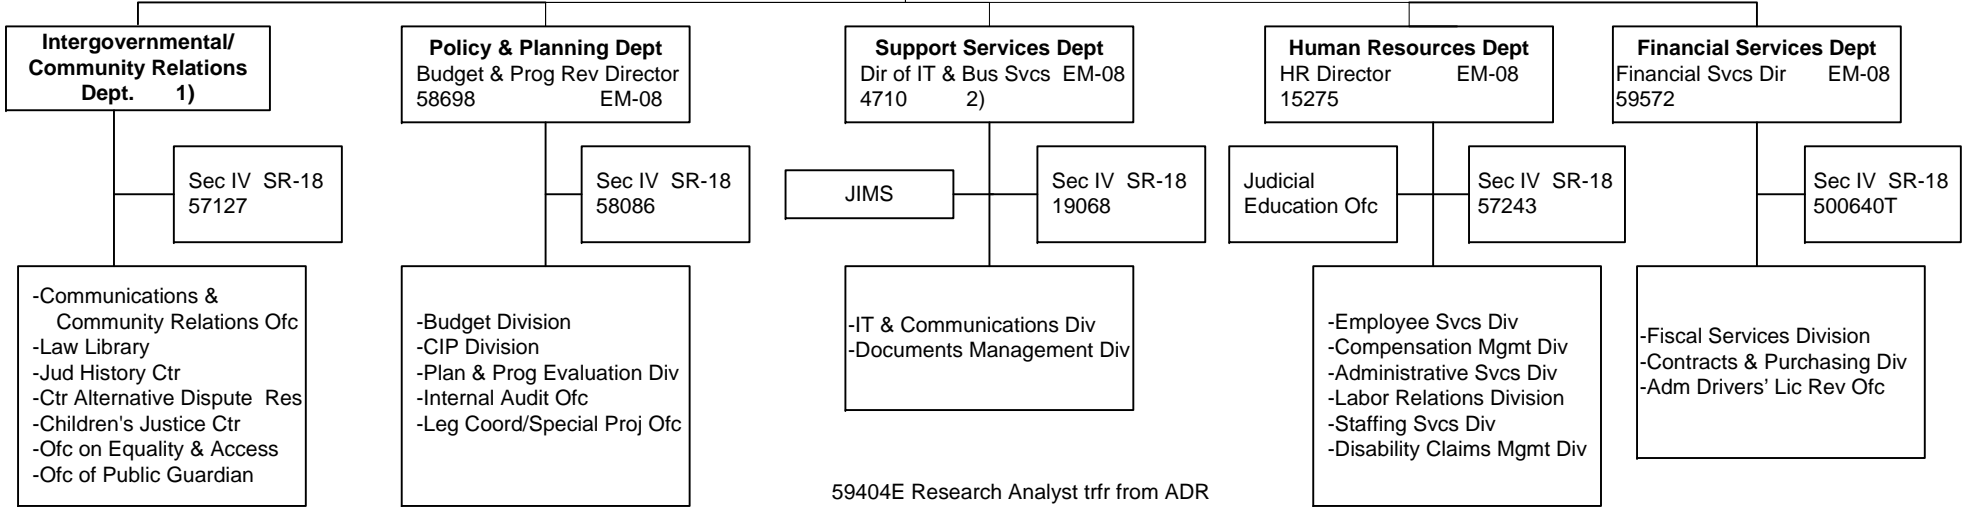 Intergovernmental/
Community Relations
Dept. 1)
Policy & Planning Dept
Budget & Prog Rev Director
58698 EM-08
Support Services Dept
Dir of IT & Bus Svcs EM-08
4710 2)
Human Resources Dept
HR Director EM-08
15275
Financial Services Dept
Financial Svcs Dir EM-08
59572
Sec IV SR-18
57127
Sec IV SR-18
58086
JIMS
Sec IV SR-18
19068
Judicial
Education Ofc
Sec IV SR-18
57243
Sec IV SR-18
500640T
-Communications &
Community Relations Ofc
-Law Library
-Jud History Ctr
-Ctr Alternative Dispute Res
-Children's Justice Ctr
-Ofc on Equality & Access
-Ofc of Public Guardian
-Budget Division
-CIP Division
-Plan & Prog Evaluation Div
-Internal Audit Ofc
-Leg Coord/Special Proj Ofc
-IT & Communications Div
-Documents Management Div
-Employee Svcs Div
-Compensation Mgmt Div
-Administrative Svcs Div
-Labor Relations Division
-Staffing Svcs Div
-Disability Claims Mgmt Div
-Fiscal Services Division
-Contracts & Purchasing Div
-Adm Drivers’ Lic Rev Ofc
59404E Research Analyst trfr from ADR